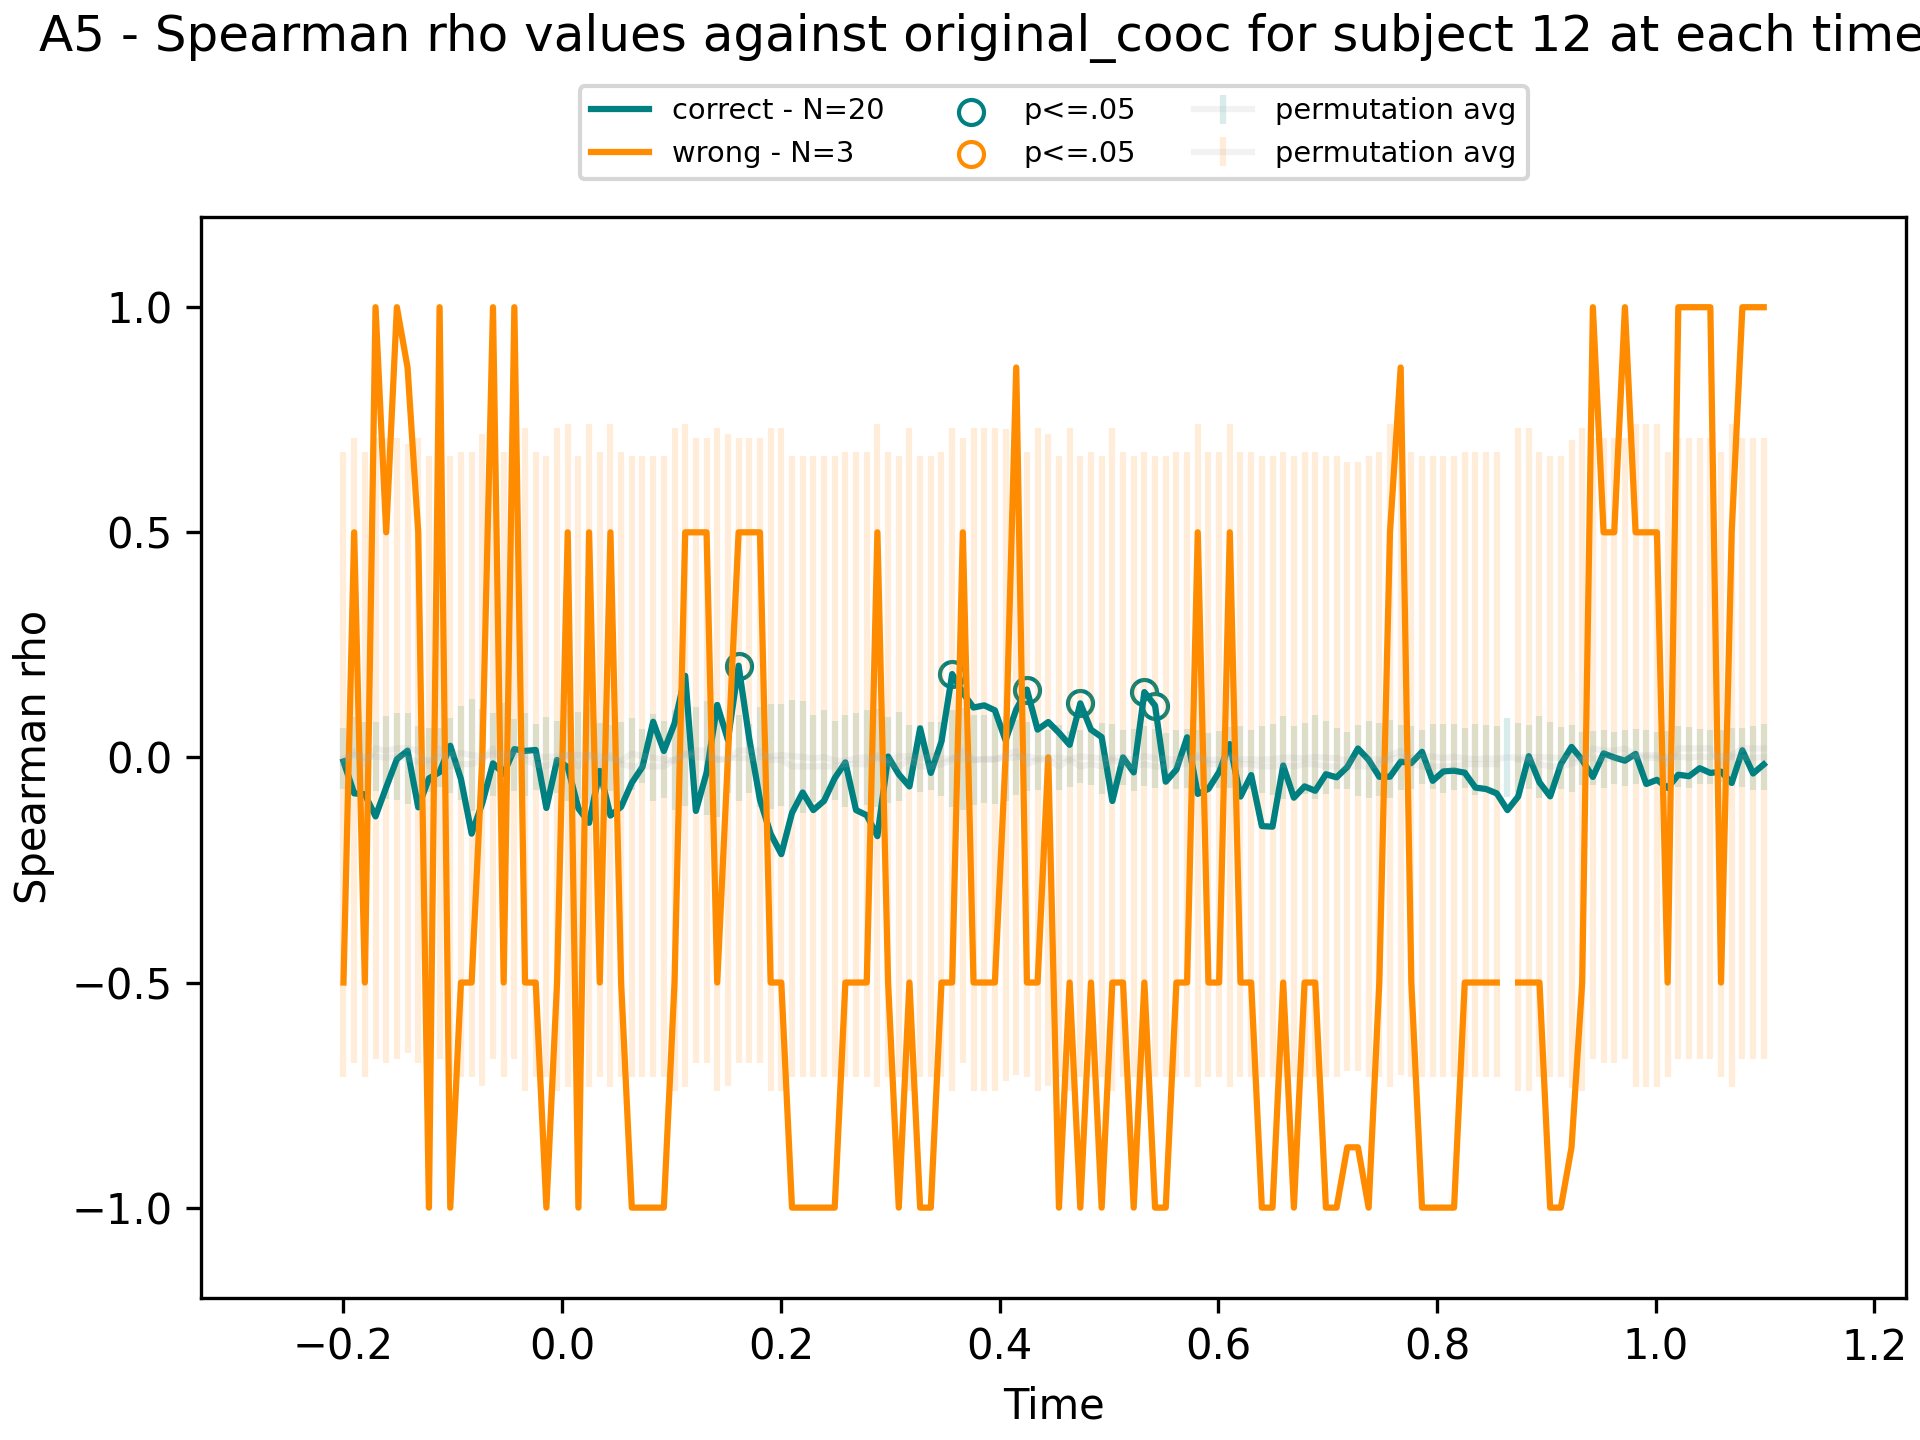 A5 - Spearman rho values against original_cooc for subject 12 at each time
correct - N=20
wrong - N=3
p<=.05
p<=.05
permutation avg
permutation avg
Spearman rho
1.0
0.5
0.0
−0.5
−1.0
−0.2
0.0
0.2
0.4
0.6
0.8
1.0
1.2
Time